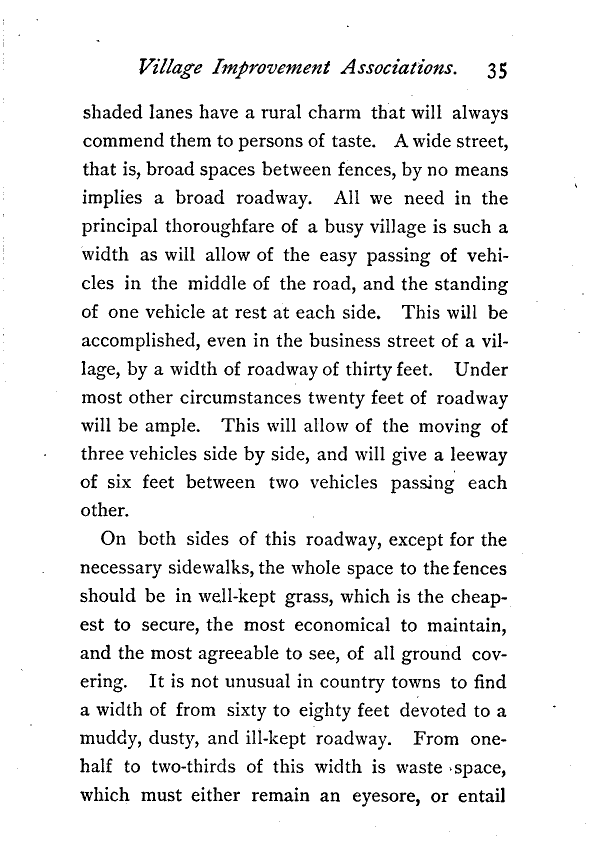 Village Improvement Associations. 35
shaded lanes have a rural charm that will always
commend them to persons of taste. A wide street,
that is, broad spaces between fences, by no means
implies a broad roadway. All we need in the
principal thoroughfare of a busy village is such a
width as will allow of the easy passing of vehi-
cles in the middle of the road, and the standing
of one vehicle at rest at each side. This will be
accomplished, even in the business street of a vil-
lage, by a width of roadway of thirty feet. Under
most other circumstances twenty feet of roadway
will be ample. This will allow of the moving of
three vehicles side by side, and will give a leeway
of six feet between two vehicles passing each
other.
On both sides of this roadway, except for the
necessary sidewalks, the whole space to the fences
should be in well-kept grass, which is the cheap-
est to secure, the most economical to maintain,
and the most agreeable to see, of all ground cov-
ering. It is not unusual in country towns to find
a width of from sixty to eighty feet devoted to a
muddy, dusty, and ill-kept roadway. From one-
half to two-thirds of this width is waste space,
which must either remain an eyesore, or entail